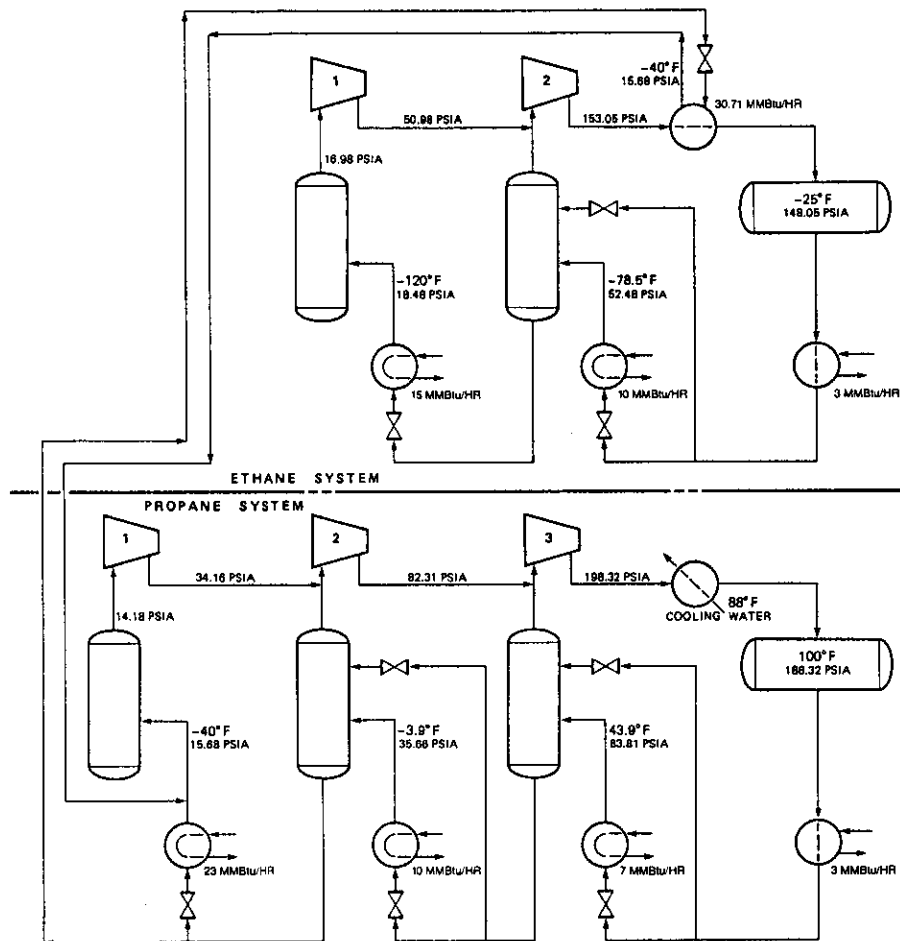 1
2
-40° F
15.68 PSIA
30.71 MMBtu/HR
50.98 PSIA
153.05 PSIA
16.98 PSIA
-25° F
148.05 PSIA
-120° F
18.48 PSIA
-78.5° F
52.48 PSIA
15 MMBtu/HR
10 MMBtu/HR
3 MMBtu/HR
ETHANE SYSTEM
PROPANE SYSTEM
1
2
3
34.16 PSIA
82.31 PSIA
198.32 PSIA
14.18 PSIA
88° F
COOLING WATER
100° F
188.32 PSIA
-40° F
15.68 PSIA
-3.9° F
35.66 PSIA
43.9° F
83.81 PSIA
23 MMBtu/HR
10 MMBtu/HR
7 MMBtu/HR
3 MMBtu/HR